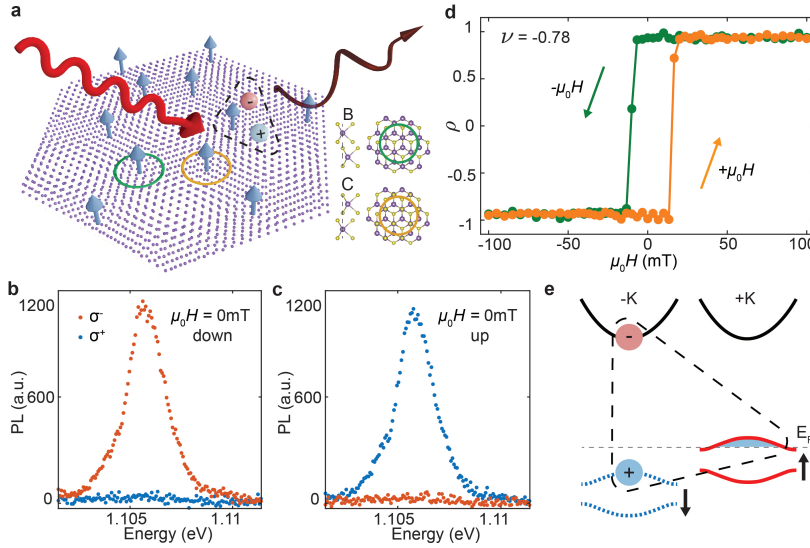 a
-
+
B
C
d
ν = -0.78
-μ₀H
+μ₀H
ρ
1
0.5
0
-0.5
-1
-100
-50
0
50
100
μ₀H (mT)
b
σ-
σ+
μ₀H = 0mT
down
PL (a.u.)
1200
600
0
1.105
1.11
Energy (eV)
c
μ₀H = 0mT
up
PL (a.u.)
1200
600
0
1.105
1.11
Energy (eV)
e
-K
+K
-
+